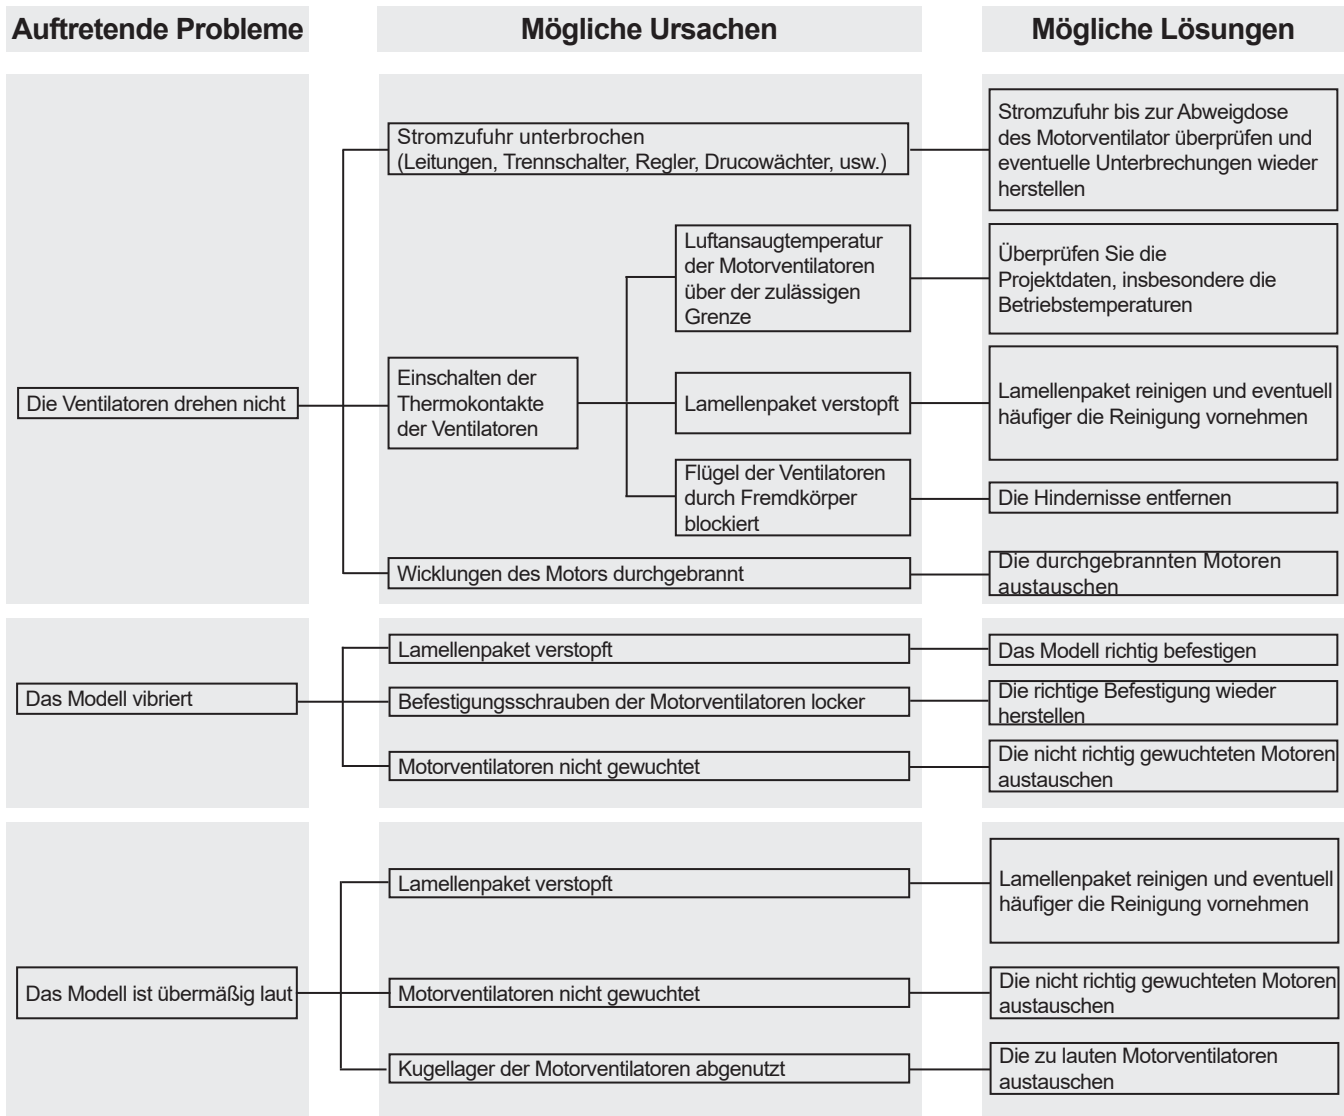 Auftretende Probleme
Mögliche Ursachen
Mögliche Lösungen
Die Ventilatoren drehen nicht
Stromzufuhr unterbrochen
(Leitungen, Trennschalter, Regler, Drucowächter, usw.)
Stromzufuhr bis zur Abweigdose
des Motorventilator überprüfen und
eventuelle Unterbrechungen wieder
herstellen
Einschalten der
Thermokontakte
der Ventilatoren
Luftansaugtemperatur
der Motorventilatoren
über der zulässigen
Grenze
Überprüfen Sie die
Projektdaten, insbesondere die
Betriebstemperaturen
Lamellenpaket verstopft
Lamellenpaket reinigen und eventuell
häufiger die Reinigung vornehmen
Flügel der Ventilatoren
durch Fremdkörper
blockiert
Die Hindernisse entfernen
Wicklungen des Motors durchgebrannt
Die durchgebrannten Motoren
austauschen
Das Modell vibriert
Lamellenpaket verstopft
Das Modell richtig befestigen
Befestigungsschrauben der Motorventilatoren locker
Die richtige Befestigung wieder
herstellen
Motorventilatoren nicht gewuchtet
Die nicht richtig gewuchteten Motoren
austauschen
Das Modell ist übermäßig laut
Lamellenpaket verstopft
Lamellenpaket reinigen und eventuell
häufiger die Reinigung vornehmen
Motorventilatoren nicht gewuchtet
Die nicht richtig gewuchteten Motoren
austauschen
Kugellager der Motorventilatoren abgenutzt
Die zu lauten Motorventilatoren
austauschen